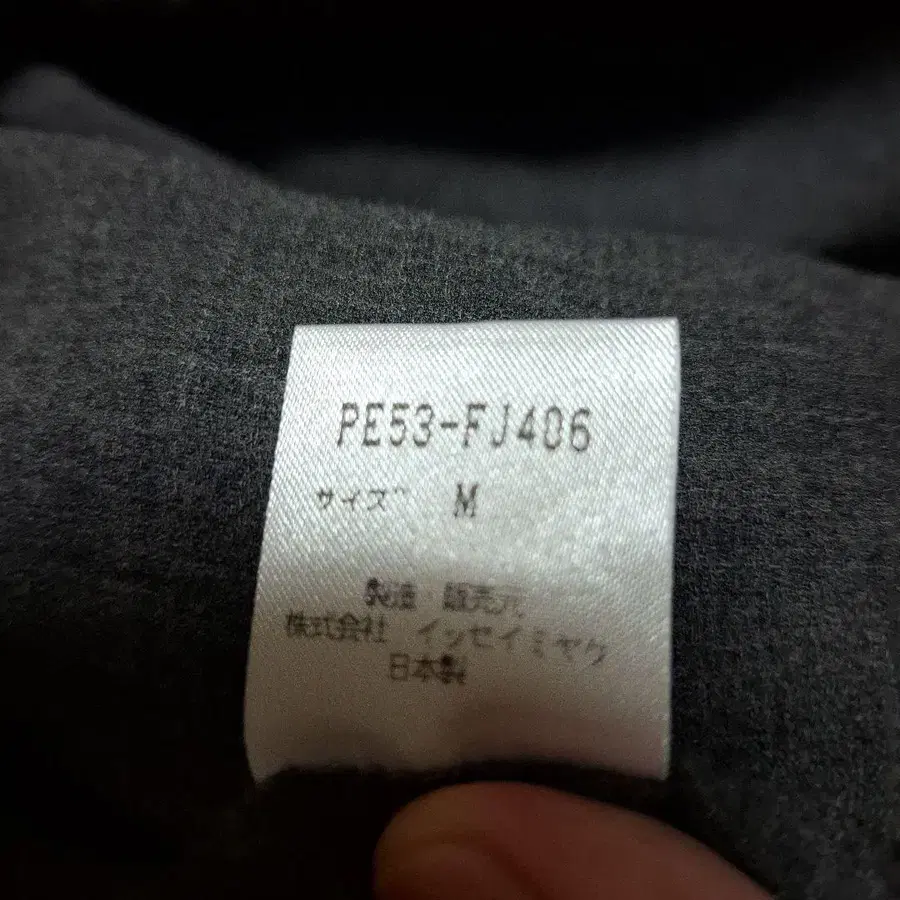 PE53-FJ406
サイズ M
製造・販売元
株式会社 イッセイミヤケ
日本製